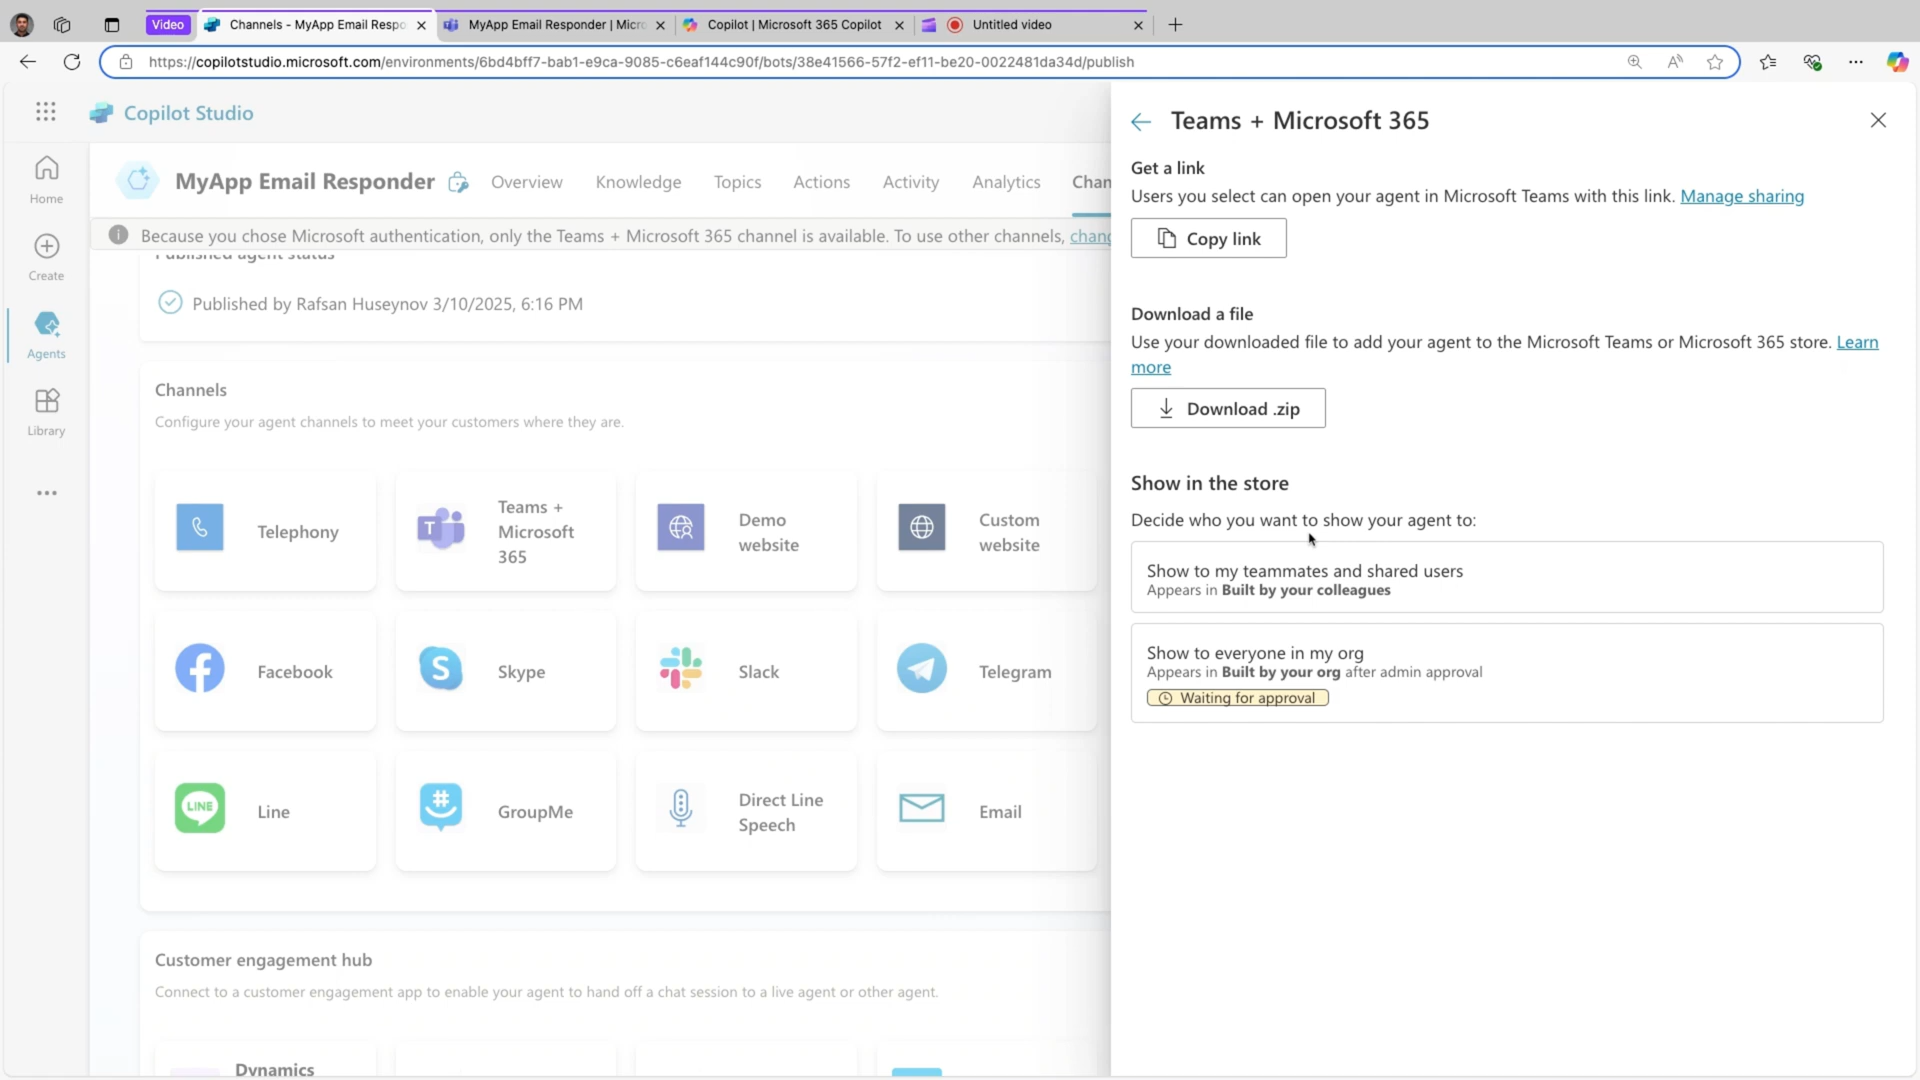 Video
Channels - MyApp Email Respo
MyApp Email Responder | Micro
Copilot | Microsoft 365 Copilot
Untitled video
https://copilotstudio.microsoft.com/environments/6bd4bff7-bab1-e9ca-9085-c6eaf144c90f/bots/38e41566-57f2-ef11-be20-0022481da34d/publish
Copilot Studio
Home
Create
Agents
Library
MyApp Email Responder
Overview
Knowledge
Topics
Actions
Activity
Analytics
Chan
Because you chose Microsoft authentication, only the Teams + Microsoft 365 channel is available. To use other channels, chang
Published agent status
Published by Rafsan Huseynov 3/10/2025, 6:16 PM
Channels
Configure your agent channels to meet your customers where they are.
Telephony
Teams +
Microsoft
365
Demo
website
Custom
website
Facebook
Skype
Slack
Telegram
LINE
Line
GroupMe
Direct Line
Speech
Email
Customer engagement hub
Connect to a customer engagement app to enable your agent to hand off a chat session to a live agent or other agent.
Dynamics
Teams + Microsoft 365
Get a link
Users you select can open your agent in Microsoft Teams with this link. Manage sharing
Copy link
Download a file
Use your downloaded file to add your agent to the Microsoft Teams or Microsoft 365 store. Learn
more
Download .zip
Show in the store
Decide who you want to show your agent to:
Show to my teammates and shared users
Appears in Built by your colleagues
Show to everyone in my org
Appears in Built by your org after admin approval
Waiting for approval